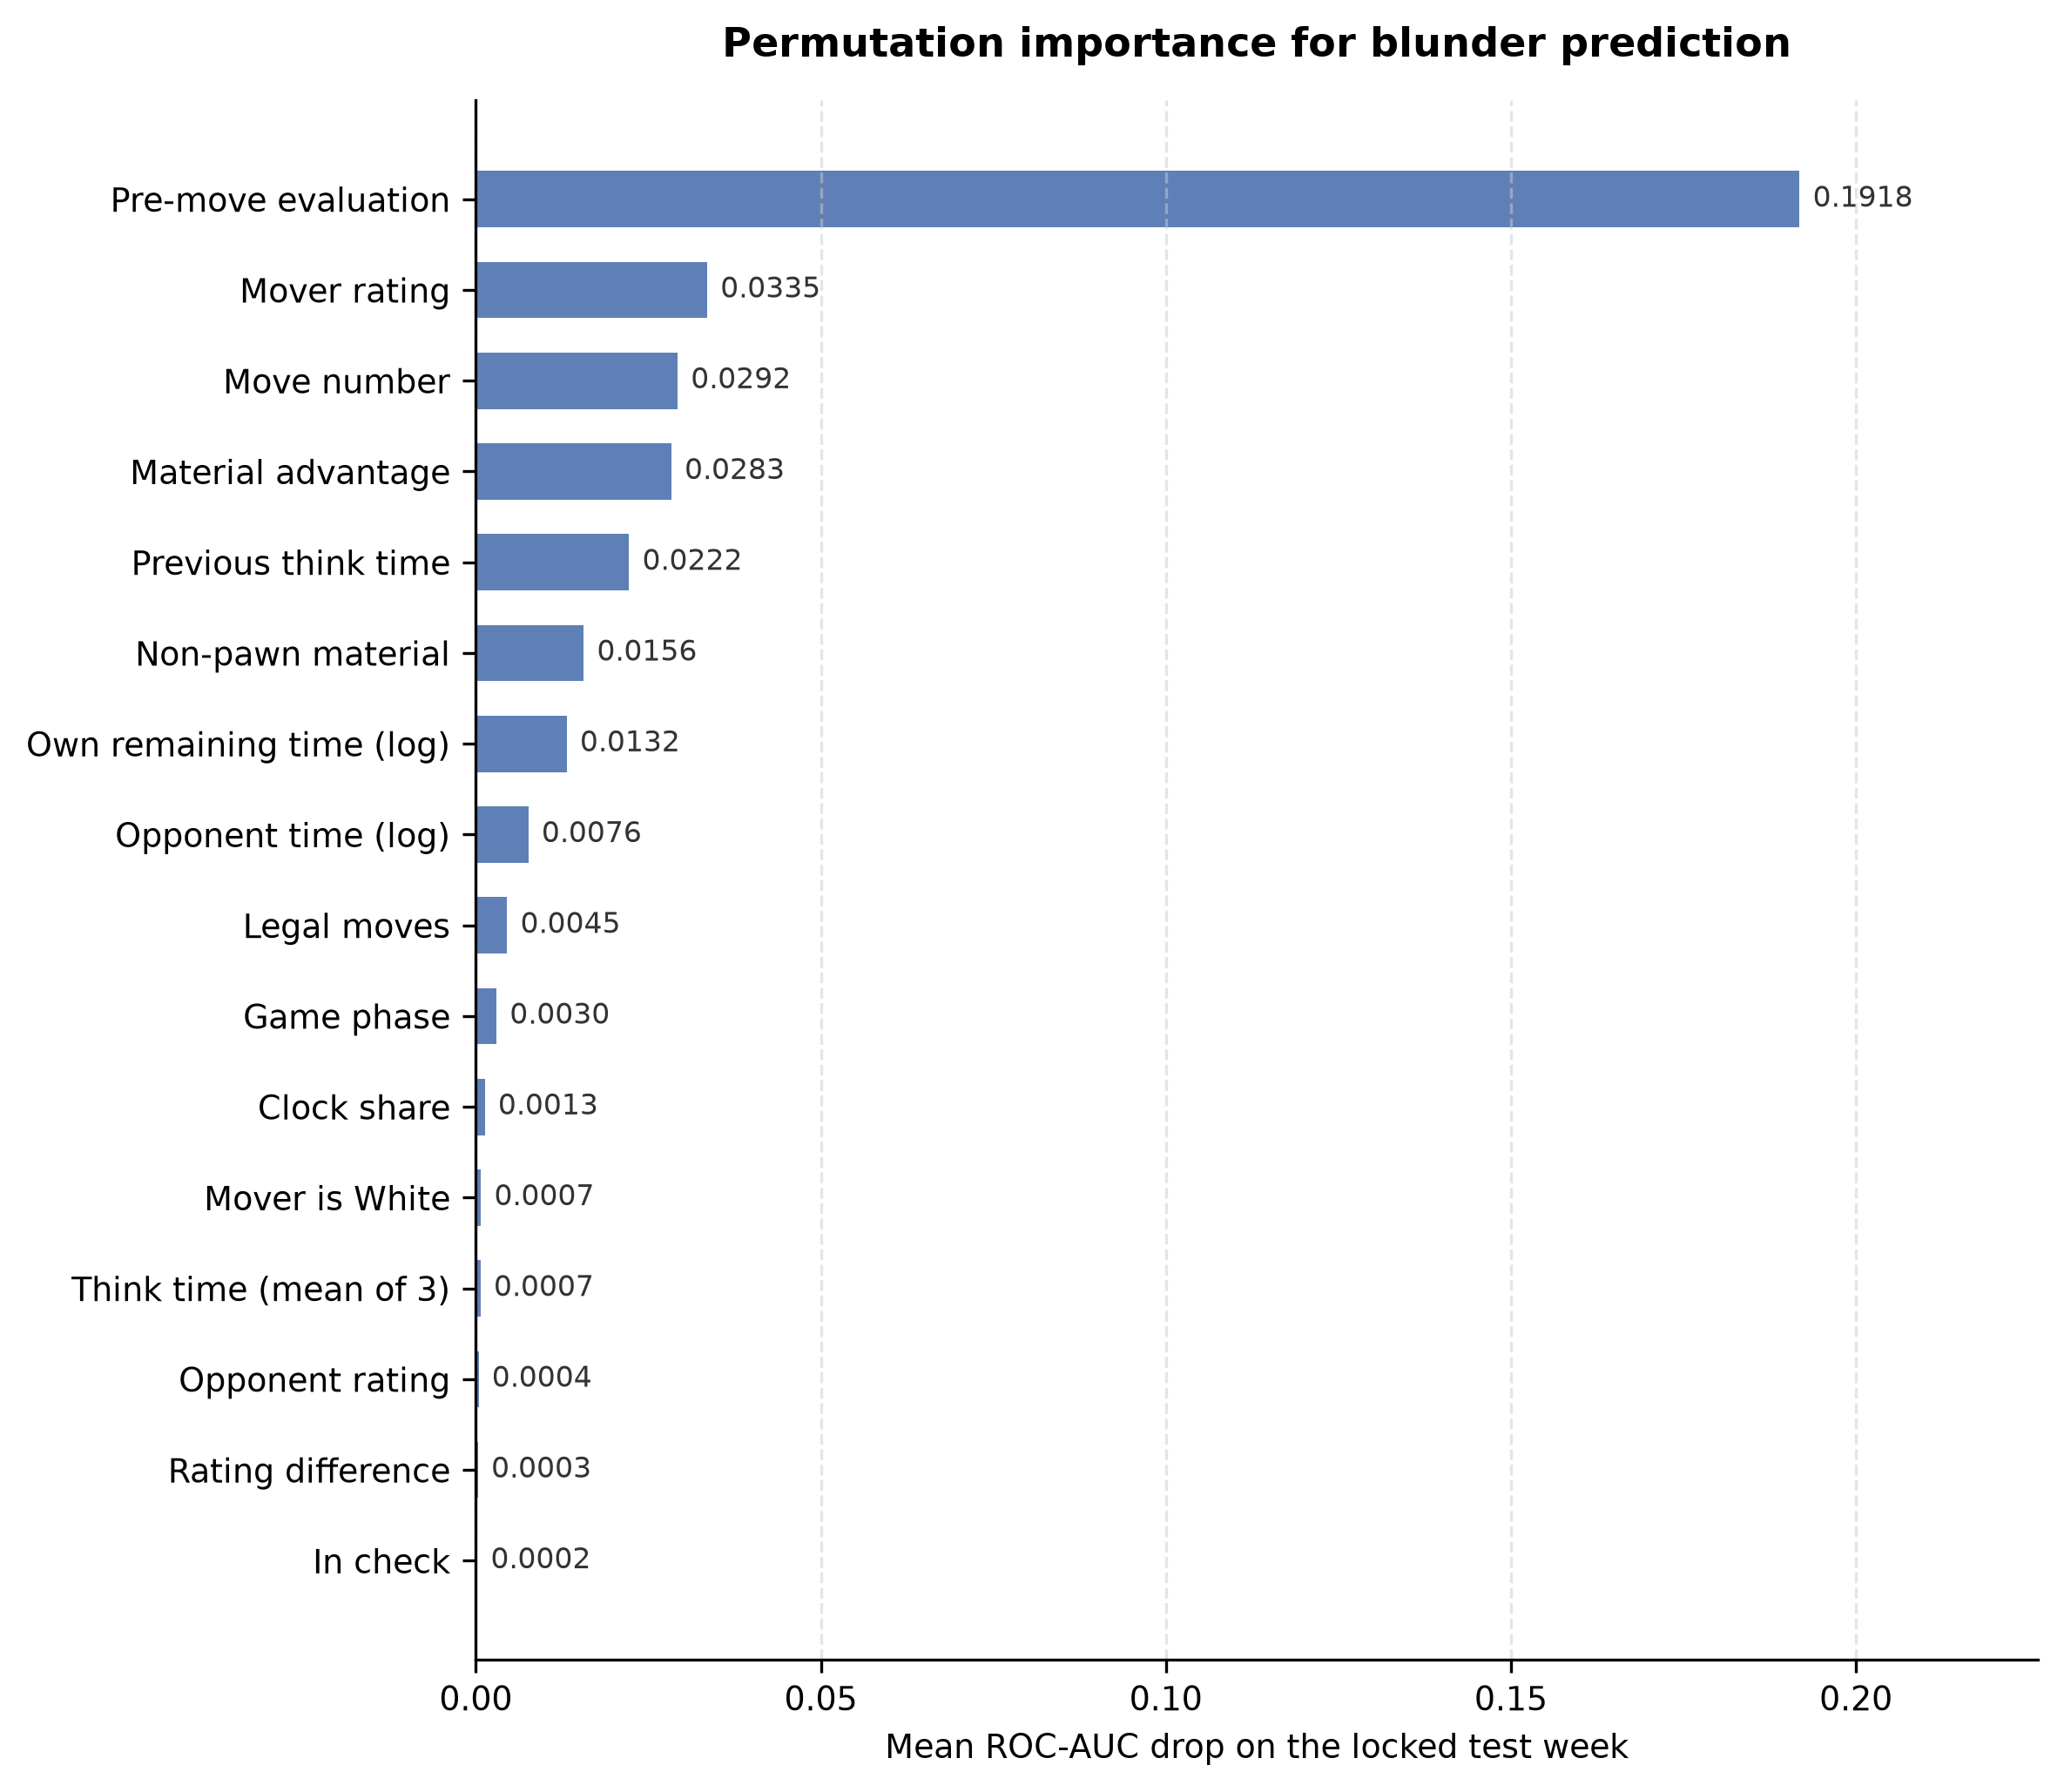 Permutation importance for blunder prediction
Pre-move evaluation 0.1918
Mover rating 0.0335
Move number 0.0292
Material advantage 0.0283
Previous think time 0.0222
Non-pawn material 0.0156
Own remaining time (log) 0.0132
Opponent time (log) 0.0076
Legal moves 0.0045
Game phase 0.0030
Clock share 0.0013
Mover is White 0.0007
Think time (mean of 3) 0.0007
Opponent rating 0.0004
Rating difference 0.0003
In check 0.0002
0.00 0.05 0.10 0.15 0.20
Mean ROC-AUC drop on the locked test week